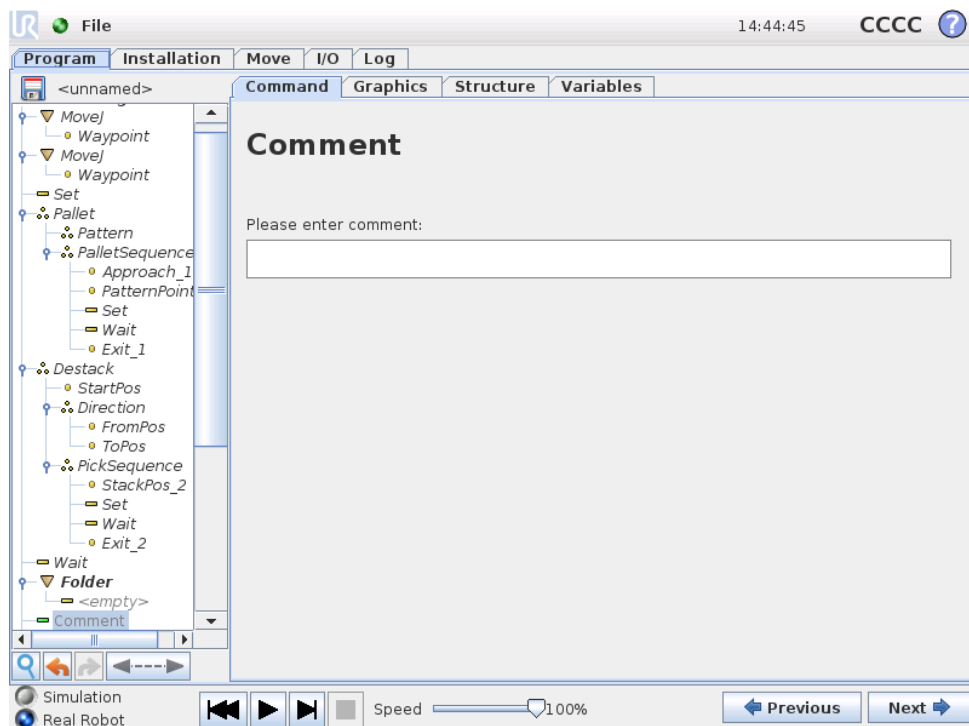 UR File 14:44:45 CCCC ?
Program Installation Move I/O Log
<unnamed>
Command Graphics Structure Variables
MoveJ
Waypoint
MoveJ
Waypoint
Set
Pallet
Pattern
PalletSequence
Approach_1
PatternPoint
Set
Wait
Exit_1
Destack
StartPos
Direction
FromPos
ToPos
PickSequence
StackPos_2
Set
Wait
Exit_2
Wait
Folder
<empty>
Comment
Comment
Please enter comment:
Simulation
Real Robot
Speed 100%
Previous Next